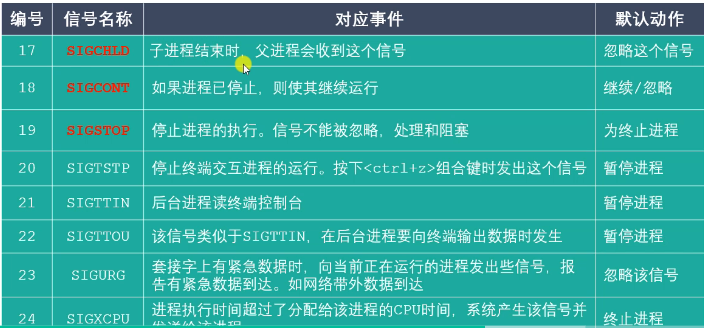 编号 信号名称 对应事件 默认动作
17 SIGCHLD 子进程结束时，父进程会收到这个信号 忽略这个信号
18 SIGCONT 如果进程已停止，则使其继续运行 继续/忽略
19 SIGSTOP 停止进程的执行。信号不能被忽略，处理和阻塞 为终止进程
20 SIGTSTP 停止终端交互进程的运行。按下<ctrl+z>组合键时发出这个信号 暂停进程
21 SIGTTIN 后台进程读终端控制台 暂停进程
22 SIGTTOU 该信号类似于SIGTTIN，在后台进程要向终端输出数据时发生 暂停进程
23 SIGURG 套接字上有紧急数据时，向当前正在运行的进程发出些信号，报 忽略该信号
告有紧急数据到达。如网络带外数据到达
24 SIGXCPU 进程执行时间超过了分配给该进程的CPU时间，系统产生该信号并 终止进程
发送给该进程